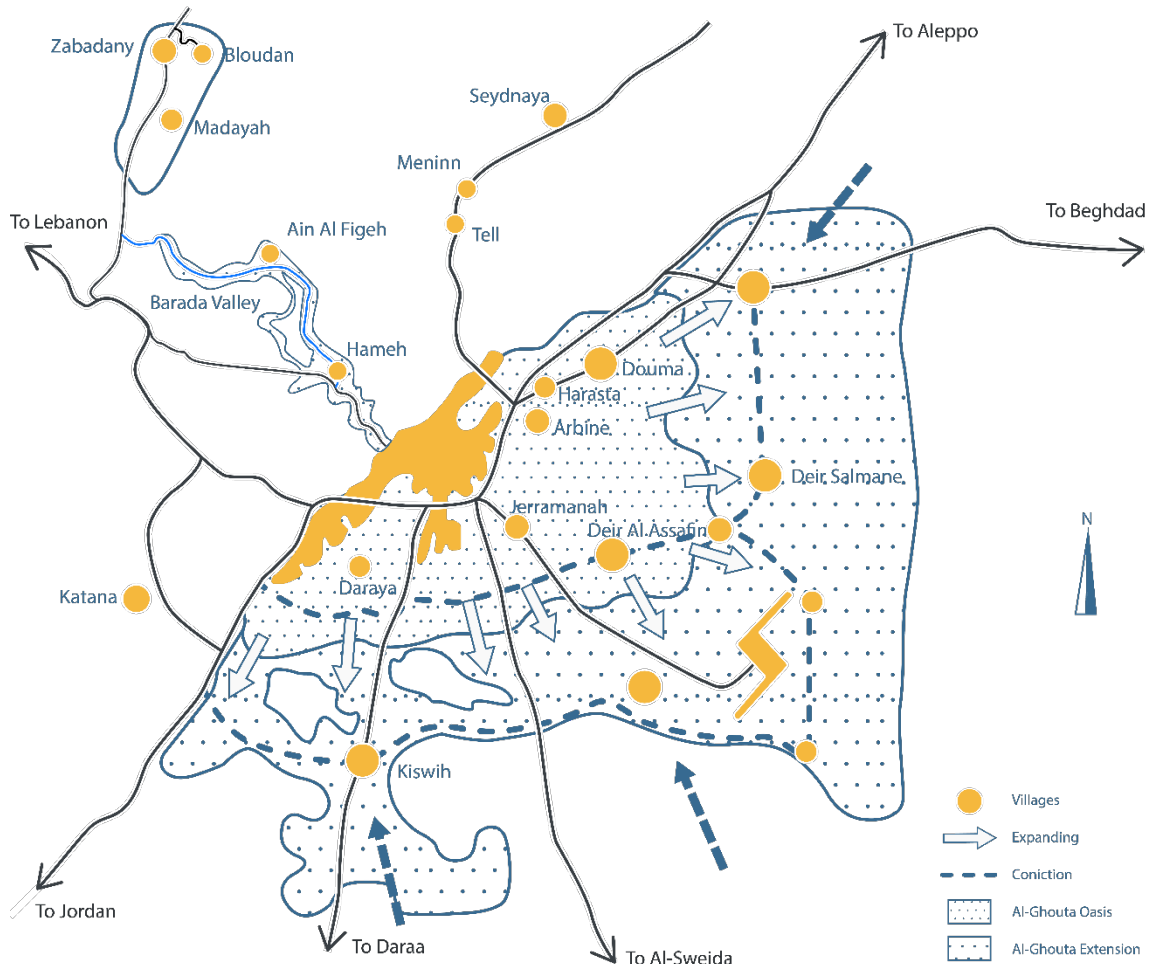 To Aleppo
Zabadany
Bloudan
Seydnaya
Madayah
Meninn
To Lebanon
To Beghdad
Ain Al Figeh
Tell
Barada Valley
Hameh
Douma
Harasta
Arbine
Deir Salmane
Jerramanah
Deir Al Assafin
N
Daraya
Katana
Kiswih
Villages
Expanding
Coniction
Al-Ghouta Oasis
Al-Ghouta Extension
To Jordan
To Daraa
To Al-Sweida